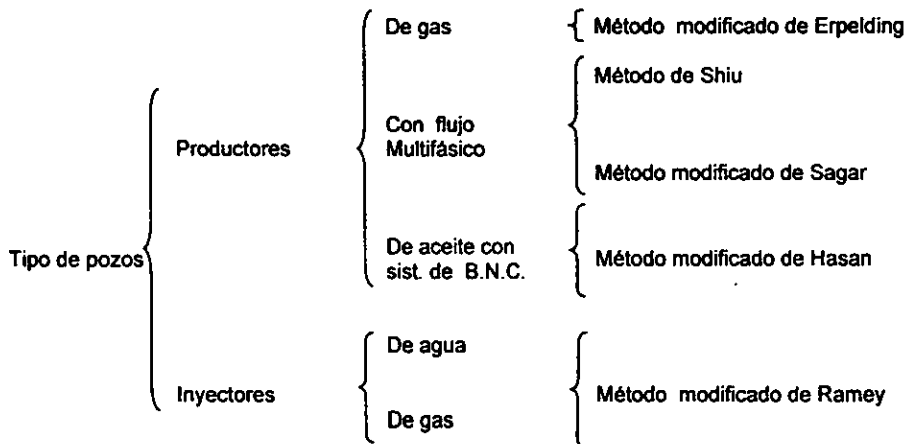 De gas
Método modificado de Erpelding
Método de Shiu
Productores
Con flujo
Multifásico
Método modificado de Sagar
Tipo de pozos
De aceite con
sist. de B.N.C.
Método modificado de Hasan
De agua
Inyectores
De gas
Método modificado de Ramey